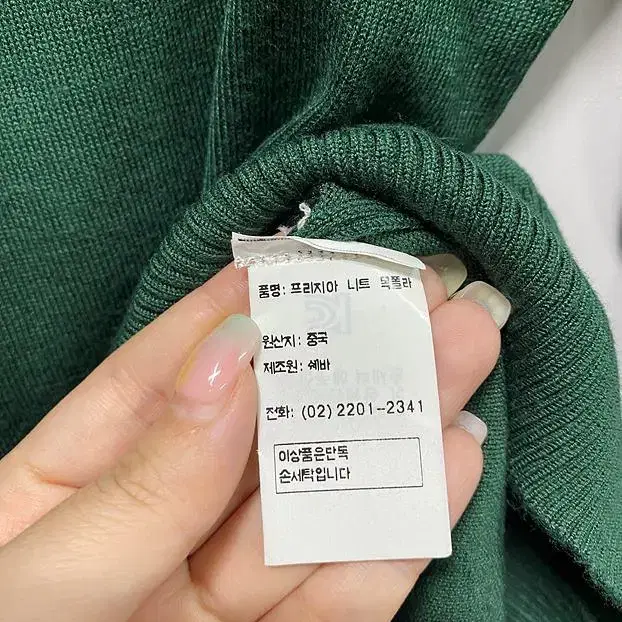 품명: 프리지아 니트 목폴라
원산지: 중국
제조원: 쉐바
전화: (02)2201-2341
이상품은단독
손세탁입니다